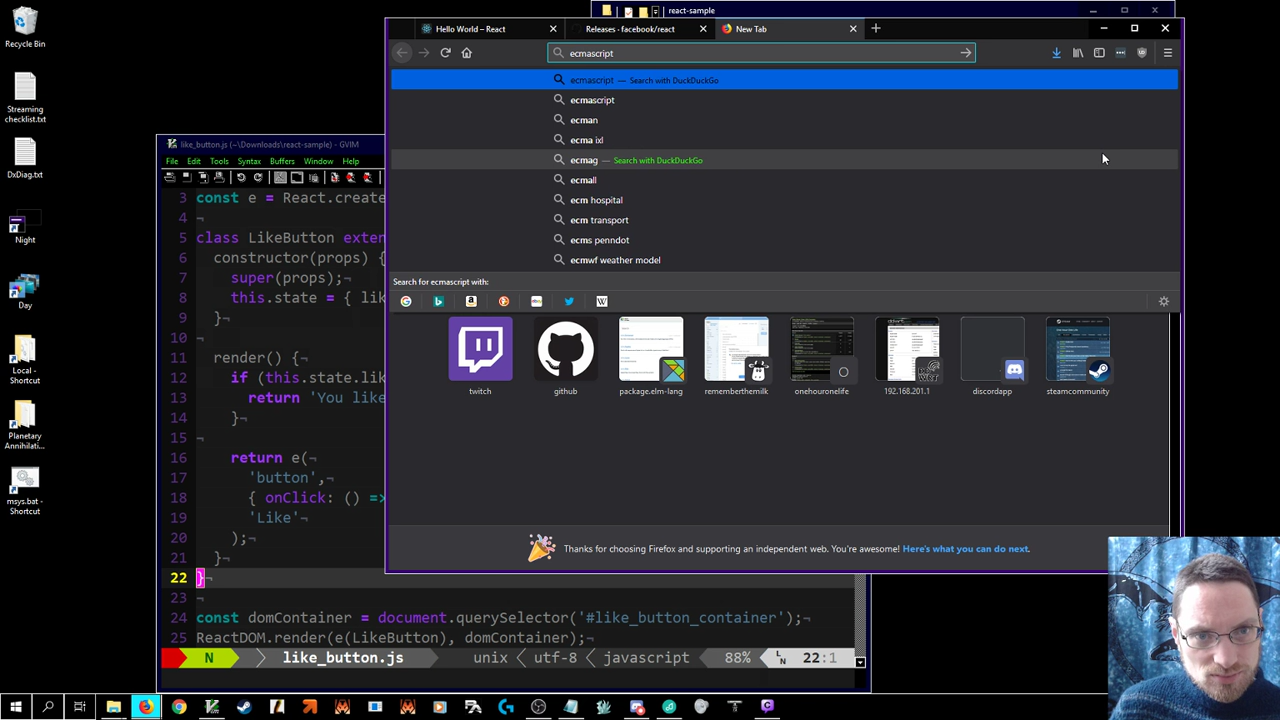 react-sample
Hello World – React
Releases · facebook/react
New Tab
ecmascript
ecmascript — Search with DuckDuckGo
ecmascript
ecman
ecma ixl
ecmag — Search with DuckDuckGo
ecmall
ecm hospital
ecm transport
ecms penndot
ecmwf weather model
Search for ecmascript with:
twitch
github
package.elm-lang
rememberthemilk
onehouronelife
192.168.201.1
discordapp
steamcommunity
Thanks for choosing Firefox and supporting an independent web. You're awesome! Here's what you can do next.
Recycle Bin
Streaming
checklist.txt
DxDiag.txt
Night
Day
Local -
Shortcut
Planetary
Annihilati...
msys.bat -
Shortcut
like_button.js (~\Downloads\react-sample) - GVIM
File Edit Tools Syntax Buffers Window Help
3 const e = React.create
4 ¬
5 class LikeButton exten
6 constructor(props) {
7 super(props);¬
8 this.state = { lik
9 }¬
10 ¬
11 render() {¬
12 if (this.state.lik
13 return 'You like
14 }¬
15 ¬
16 return e(¬
17 'button',¬
18 { onClick: () =>
19 'Like'¬
20 );¬
21 }¬
22 }¬
23 ¬
24 const domContainer = document.querySelector('#like_button_container');¬
25 ReactDOM.render(e(LikeButton), domContainer);¬
N like_button.js unix < utf-8 < javascript 88% LN 22:1